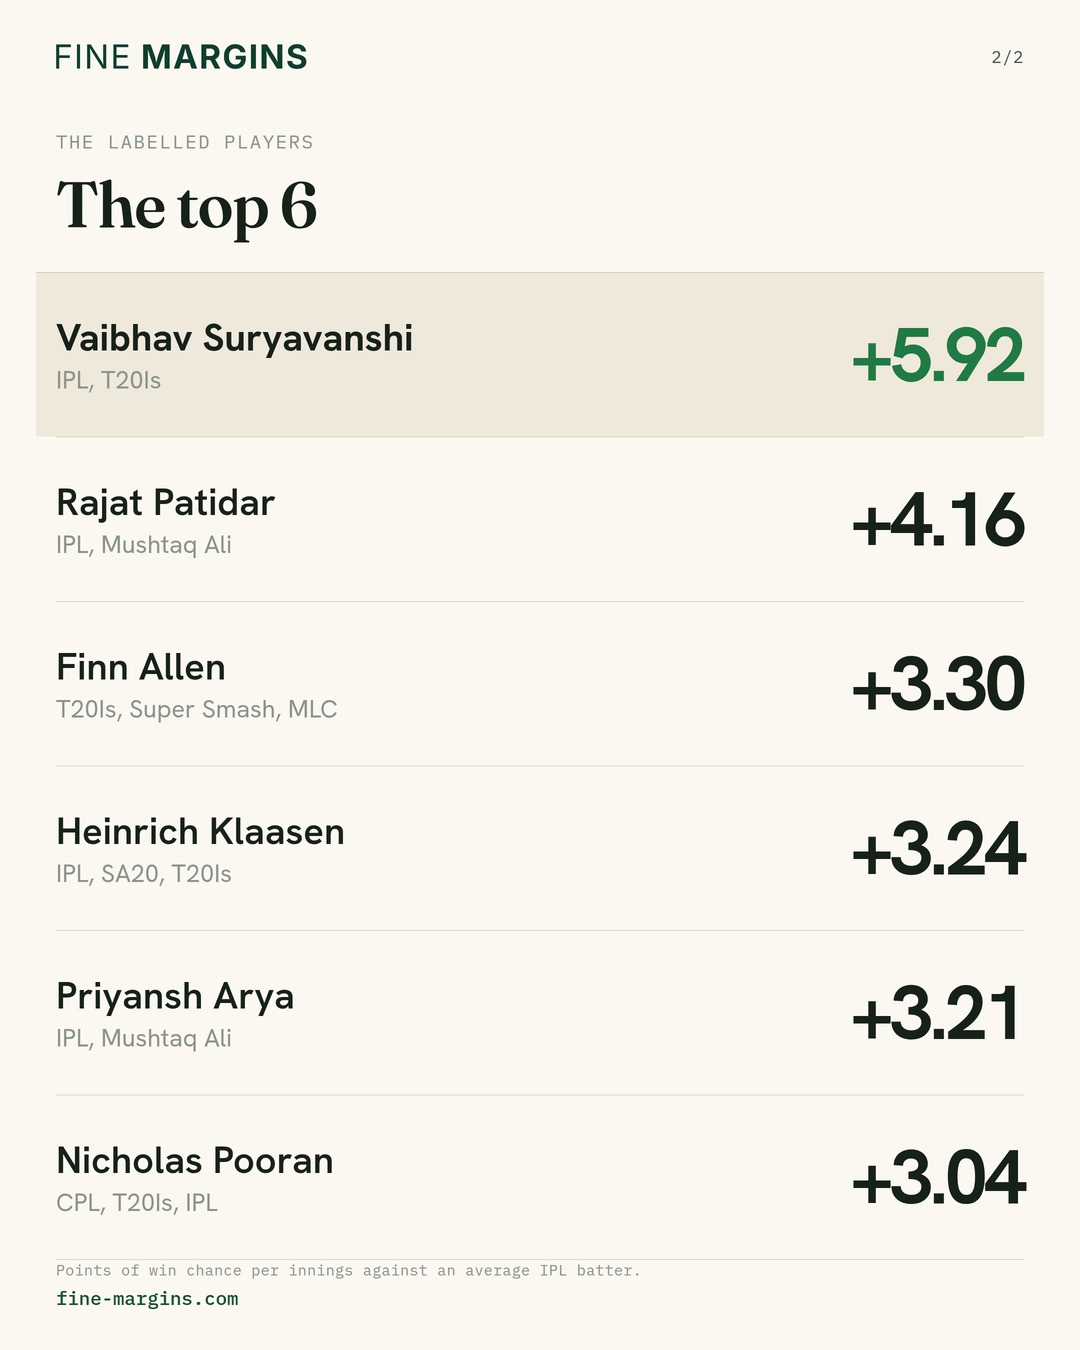 FINE MARGINS
2/2
THE LABELLED PLAYERS
The top 6
Vaibhav Suryavanshi
IPL, T20Is
+5.92
Rajat Patidar
IPL, Mushtaq Ali
+4.16
Finn Allen
T20Is, Super Smash, MLC
+3.30
Heinrich Klaasen
IPL, SA20, T20Is
+3.24
Priyansh Arya
IPL, Mushtaq Ali
+3.21
Nicholas Pooran
CPL, T20Is, IPL
+3.04
Points of win chance per innings against an average IPL batter.
fine-margins.com